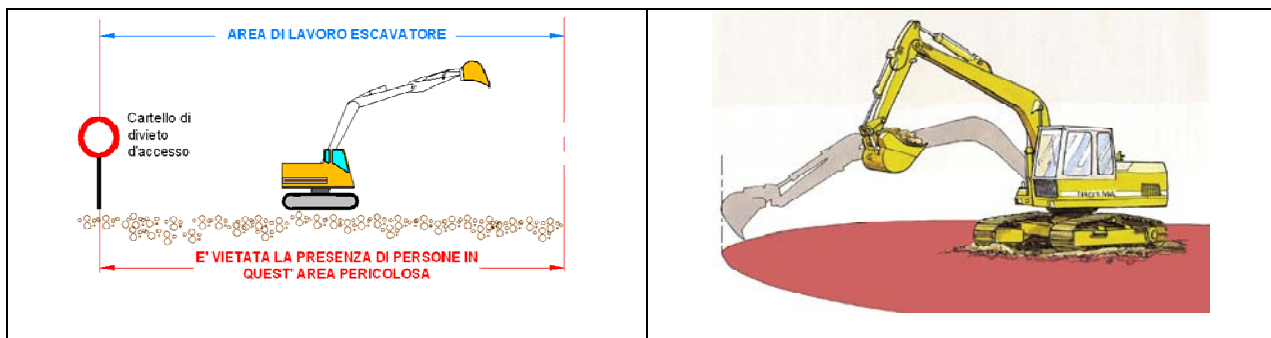 AREA DI LAVORO ESCAVATORE
Cartello di
divieto
d'accesso
E' VIETATA LA PRESENZA DI PERSONE IN
QUEST' AREA PERICOLOSA